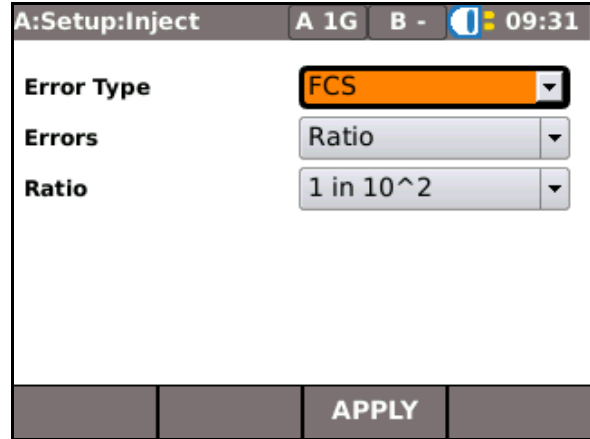 A:Setup:Inject A 1G B - 09:31
Error Type FCS
Errors Ratio
Ratio 1 in 10^2
APPLY